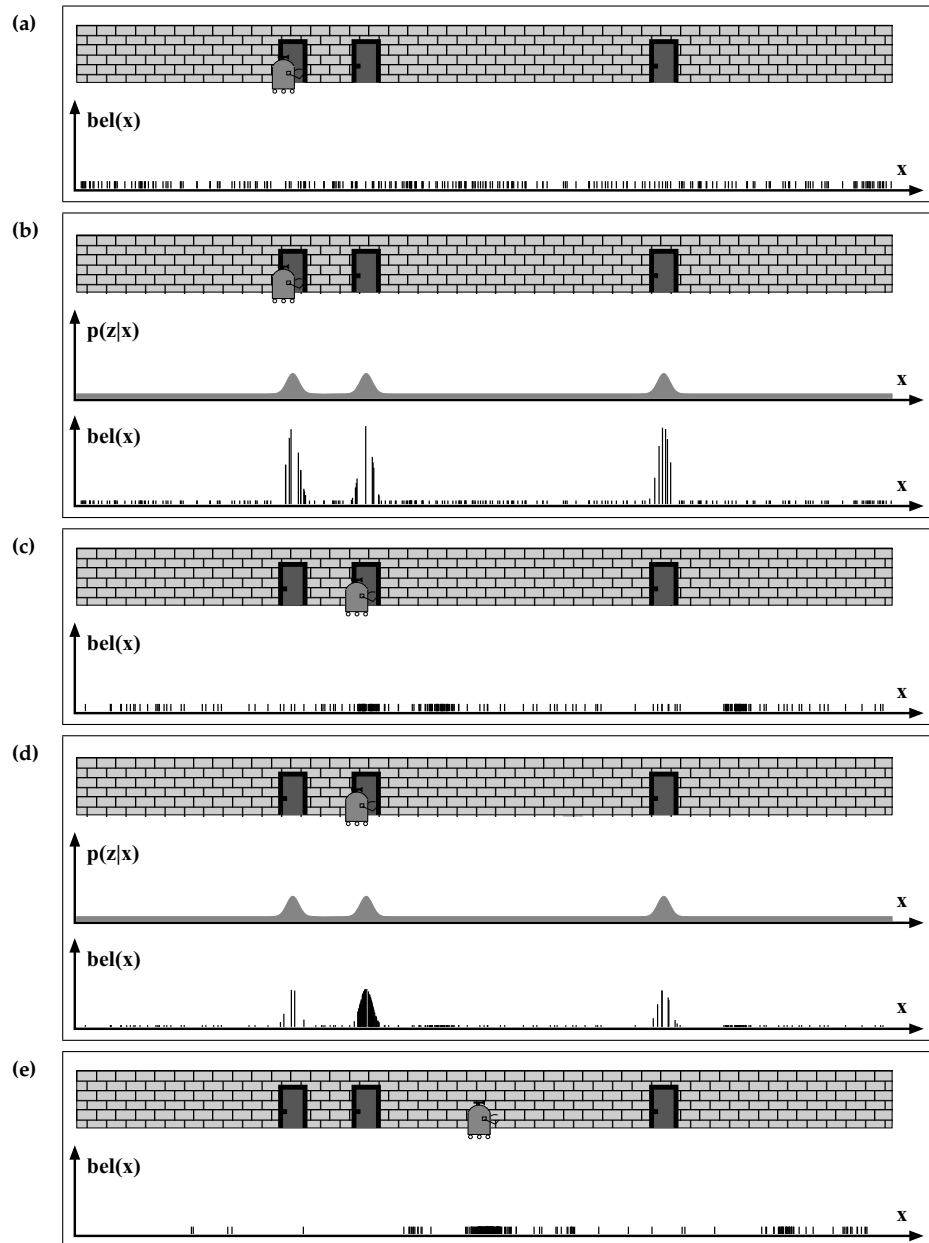 (a)
bel(x)
x
(b)
p(z|x)
x
bel(x)
x
(c)
bel(x)
x
(d)
p(z|x)
x
bel(x)
x
(e)
bel(x)
x